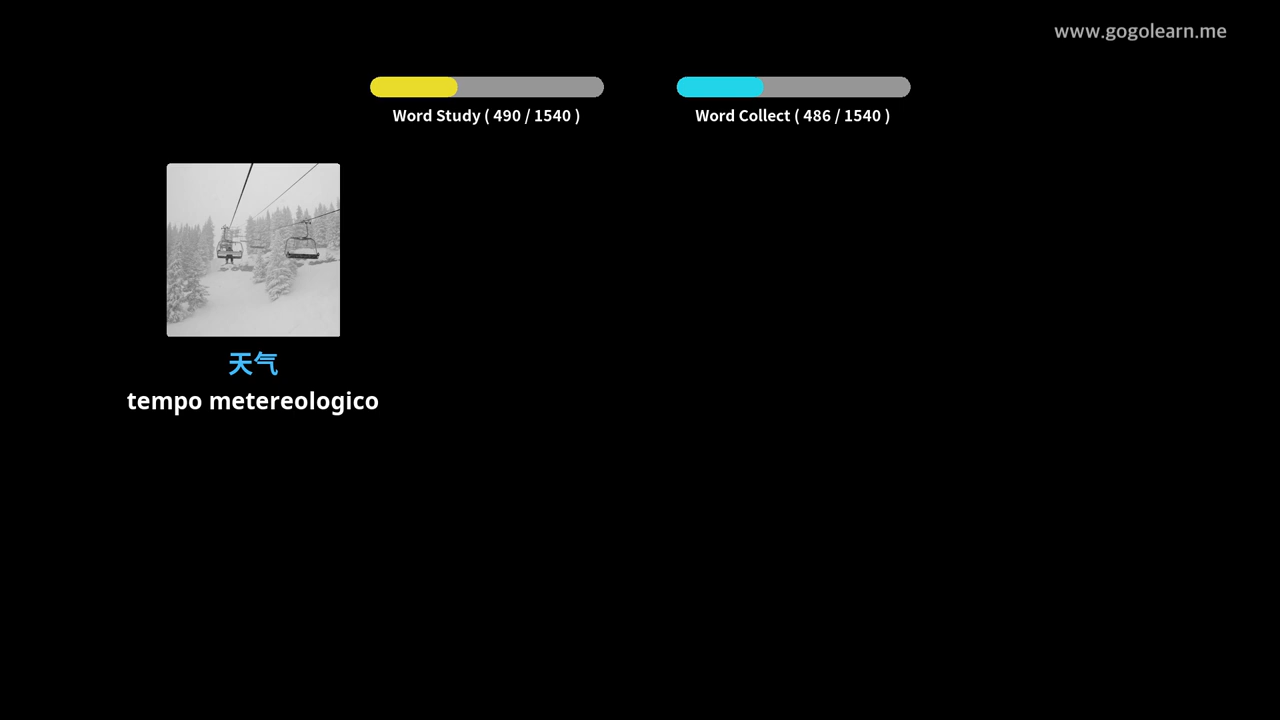 www.gogolearn.me
Word Study ( 490 / 1540 )
Word Collect ( 486 / 1540 )
天气
tempo metereologico